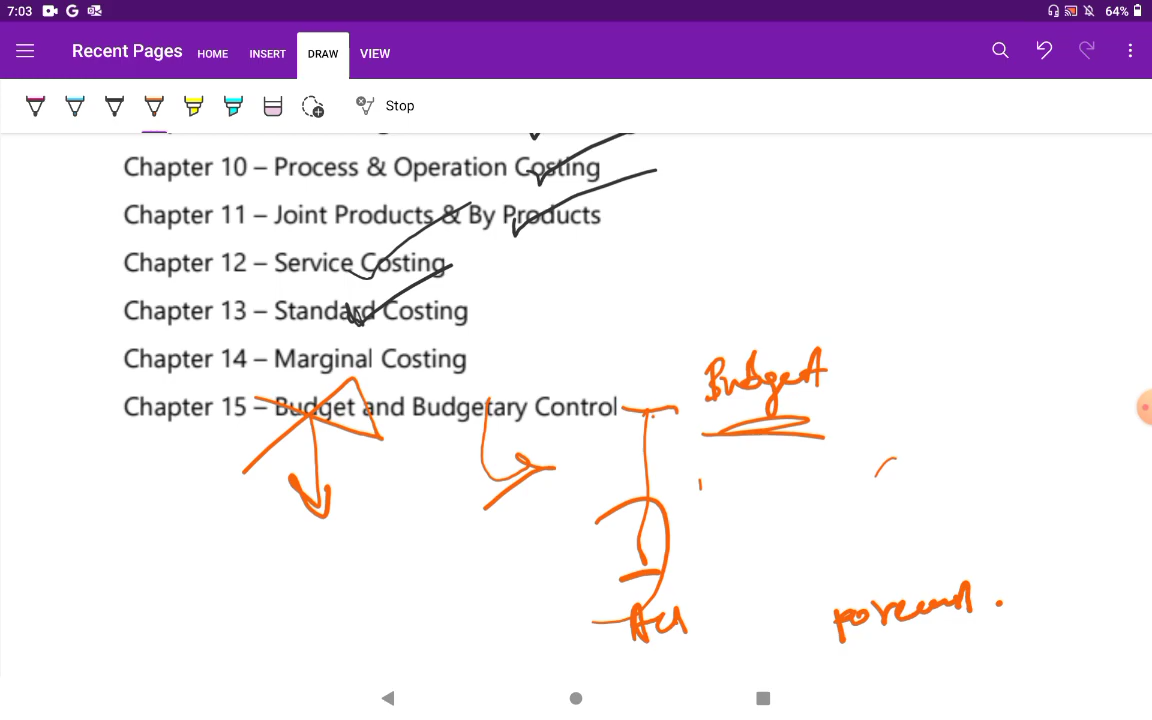 7:03 G 64%
Recent Pages HOME INSERT DRAW VIEW
Stop
Chapter 10 – Process & Operation Costing
Chapter 11 – Joint Products & By Products
Chapter 12 – Service Costing
Chapter 13 – Standard Costing
Chapter 14 – Marginal Costing
Chapter 15 – Budget and Budgetary Control
Budget